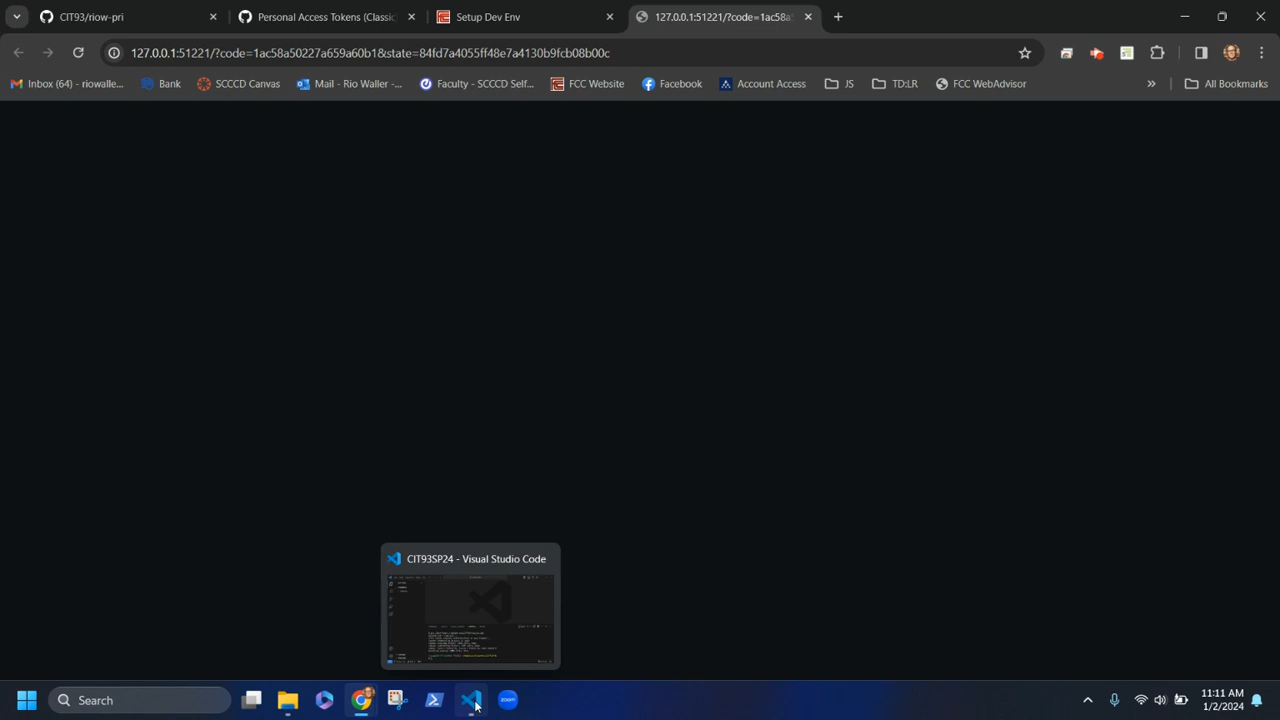 CIT93/riow-pri
Personal Access Tokens (Classic
Setup Dev Env
127.0.0.1:51221/?code=1ac58a5
127.0.0.1:51221/?code=1ac58a50227a659a60b18&state=84fd7a4055ff48e7a4130b9fcb08b00c
Inbox (64) - riowalle...
Bank
SCCCD Canvas
Mail - Rio Waller -...
Faculty - SCCCD Self...
FCC Website
Facebook
Account Access
JS
TD:LR
FCC WebAdvisor
»
All Bookmarks
CIT93SP24 - Visual Studio Code
Search
zoom
11:11 AM
1/2/2024